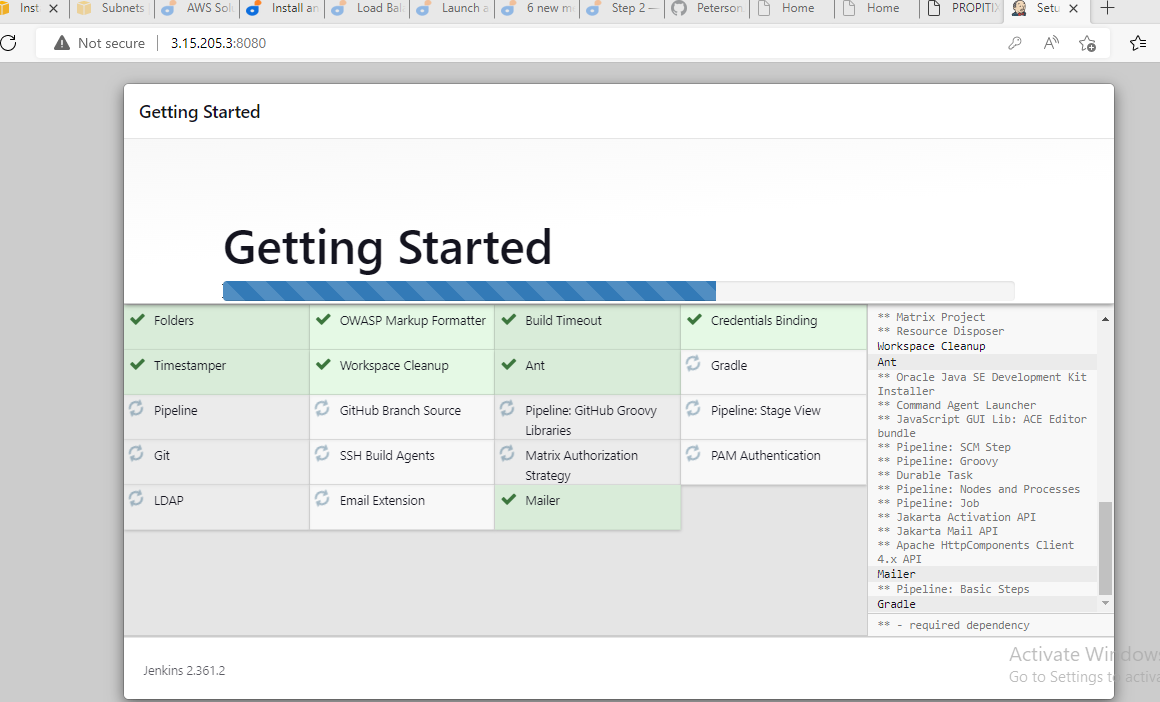 Inst
Subnets
AWS Sol
Install an
Load Bal
Launch a
6 new m
Step 2 —
Peterson
Home
Home
PROPITIX
Setu
Not secure
3.15.205.3:8080
Getting Started
Getting Started
Folders
OWASP Markup Formatter
Build Timeout
Credentials Binding
Timestamper
Workspace Cleanup
Ant
Gradle
Pipeline
GitHub Branch Source
Pipeline: GitHub Groovy
Libraries
Pipeline: Stage View
Git
SSH Build Agents
Matrix Authorization
Strategy
PAM Authentication
LDAP
Email Extension
Mailer
** Matrix Project
** Resource Disposer
Workspace Cleanup
Ant
** Oracle Java SE Development Kit
Installer
** Command Agent Launcher
** JavaScript GUI Lib: ACE Editor
bundle
** Pipeline: SCM Step
** Pipeline: Groovy
** Durable Task
** Pipeline: Nodes and Processes
** Pipeline: Job
** Jakarta Activation API
** Jakarta Mail API
** Apache HttpComponents Client
4.x API
Mailer
** Pipeline: Basic Steps
Gradle
** - required dependency
Jenkins 2.361.2
Activate Windows
Go to Settings to activa